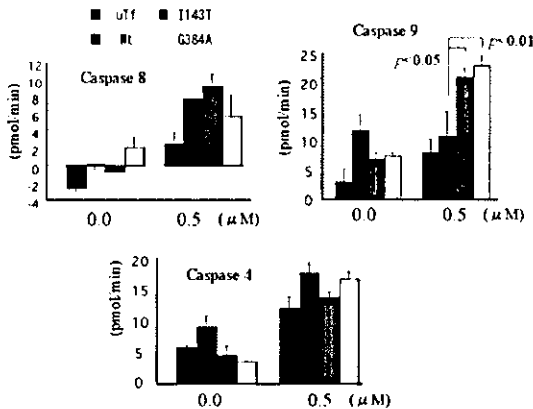 uTf I143T
Wt G384A
Caspase 8
(pmol/min)
12
10
8
6
4
2
0
-2
-4
0.0 0.5 (μM)
Caspase 9
p<0.05 p<0.01
(pmol/min)
25
20
15
10
5
0
0.0 0.5 (μM)
Caspase 4
(pmol/min)
20
15
10
5
0
0.0 0.5 (μM)